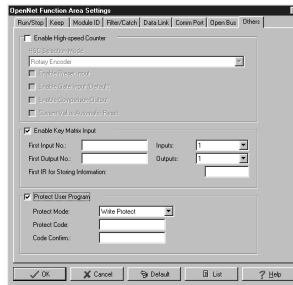 OpenNet Function Area Settings
Run/Stop Keep Module ID Filter/Catch Data Link Comm Port Open Bus Others
Enable High-speed Counter
HSC Selection Mode:
Rotary Encoder
Enable Gate Input (Default)
Enable Comparison Output
Current Value Automatic Reset
Enable Key Matrix Input
First Input No.: Inputs: 1
First Output No.: Outputs: 1
First IR for Storing Information:
Protect User Program
Protect Mode: Write Protect
Protect Code:
Code Confirm.:
OK Cancel Default List ? Help